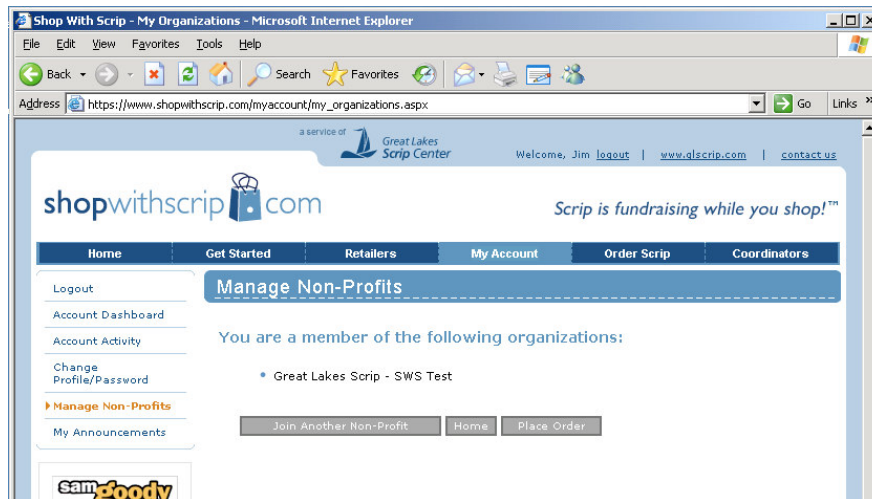 Shop With Scrip - My Organizations - Microsoft Internet Explorer
File Edit View Favorites Tools Help
Back Search Favorites
Address https://www.shopwithscrip.com/myaccount/my_organizations.aspx Go Links »
a service of Great Lakes Scrip Center
Welcome, Jim logout | www.glscrip.com | contact us
shopwithscrip.com
Scrip is fundraising while you shop!™
Home Get Started Retailers My Account Order Scrip Coordinators
Logout
Account Dashboard
Account Activity
Change
Profile/Password
Manage Non-Profits
My Announcements
Manage Non-Profits
You are a member of the following organizations:
• Great Lakes Scrip - SWS Test
Join Another Non-Profit Home Place Order
sam goody